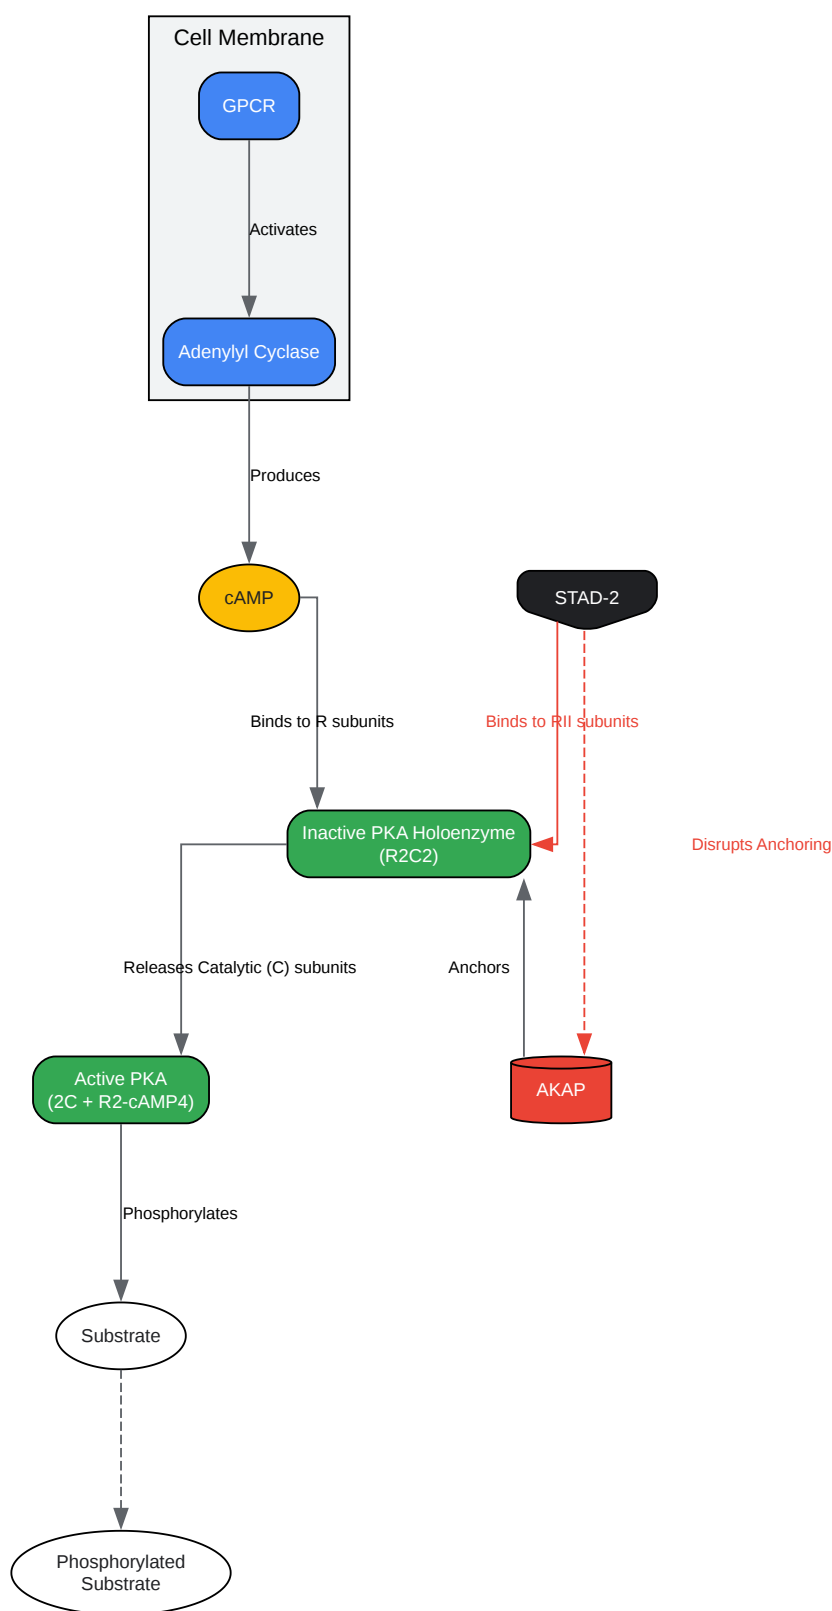 Cell Membrane
GPCR
Activates
Adenylyl Cyclase
Produces
cAMP
STAD-2
Binds to R subunits
Binds to RII subunits
Inactive PKA Holoenzyme
(R2C2)
Disrupts Anchoring
Releases Catalytic (C) subunits
Anchors
Active PKA
(2C + R2-cAMP4)
AKAP
Phosphorylates
Substrate
Phosphorylated
Substrate